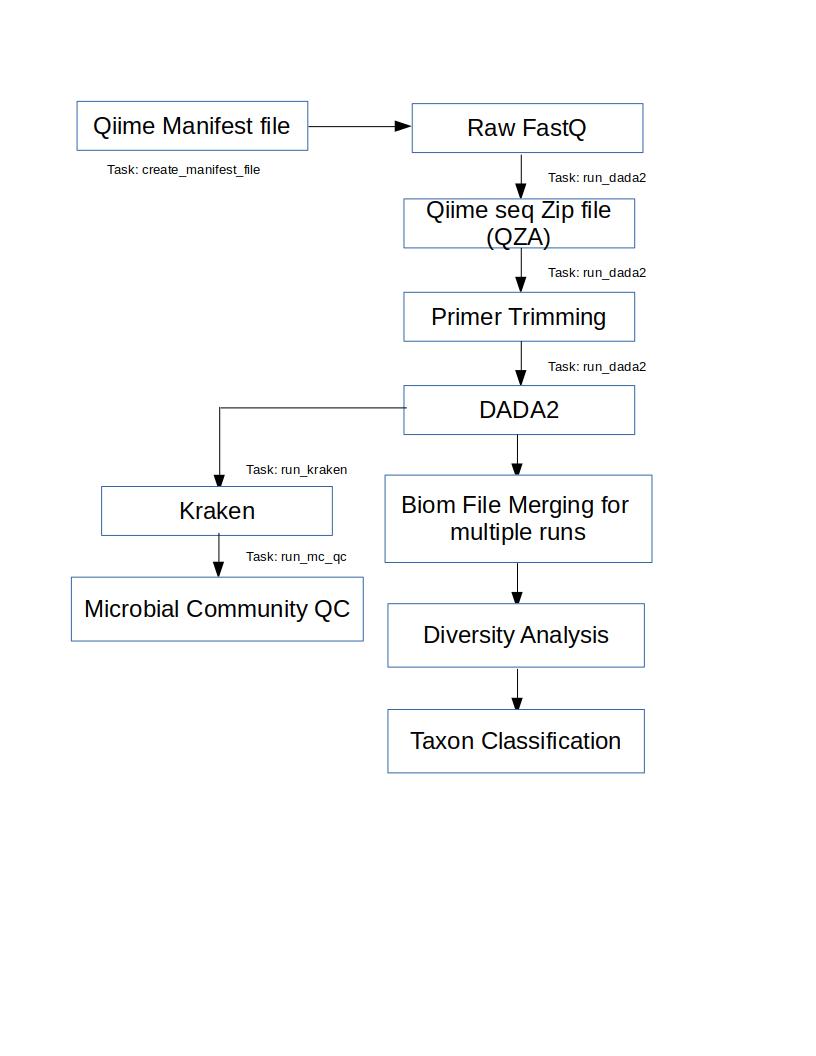 Qiime Manifest file
Raw FastQ
Task: create_manifest_file
Task: run_dada2
Qiime seq Zip file
(QZA)
Task: run_dada2
Primer Trimming
Task: run_dada2
DADA2
Task: run_kraken
Kraken
Biom File Merging for
multiple runs
Task: run_mc_qc
Microbial Community QC
Diversity Analysis
Taxon Classification